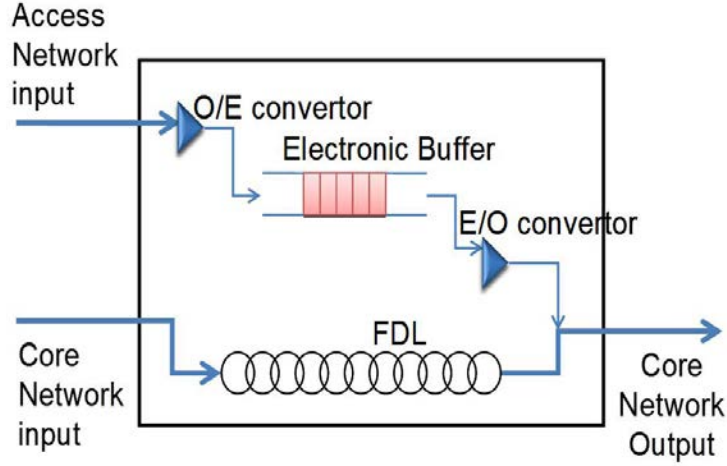 Access
Network
input
O/E convertor
Electronic Buffer
E/O convertor
FDL
Core
Network
input
Core
Network
Output